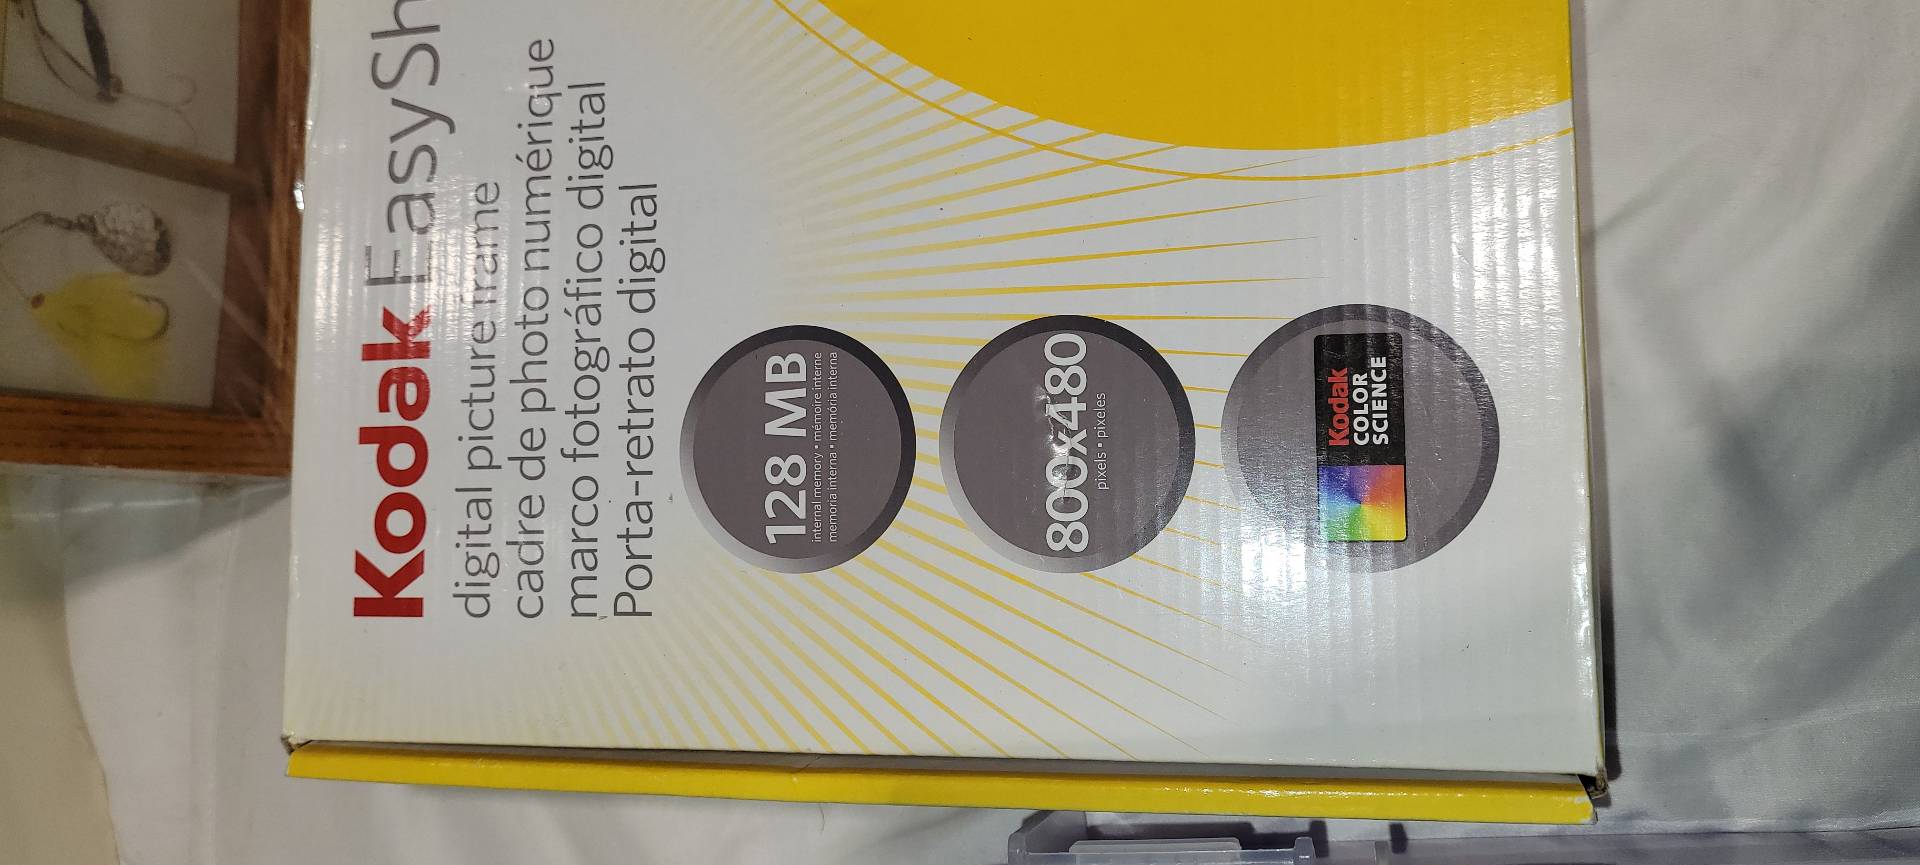 Kodak EasySh
digital picture frame
cadre de photo numérique
marco fotográfico digital
Porta-retrato digital
128 MB
internal memory • mémoire interne
memoria interna • memória interna
800x480
pixels • pixeles
Kodak
COLOR
SCIENCE